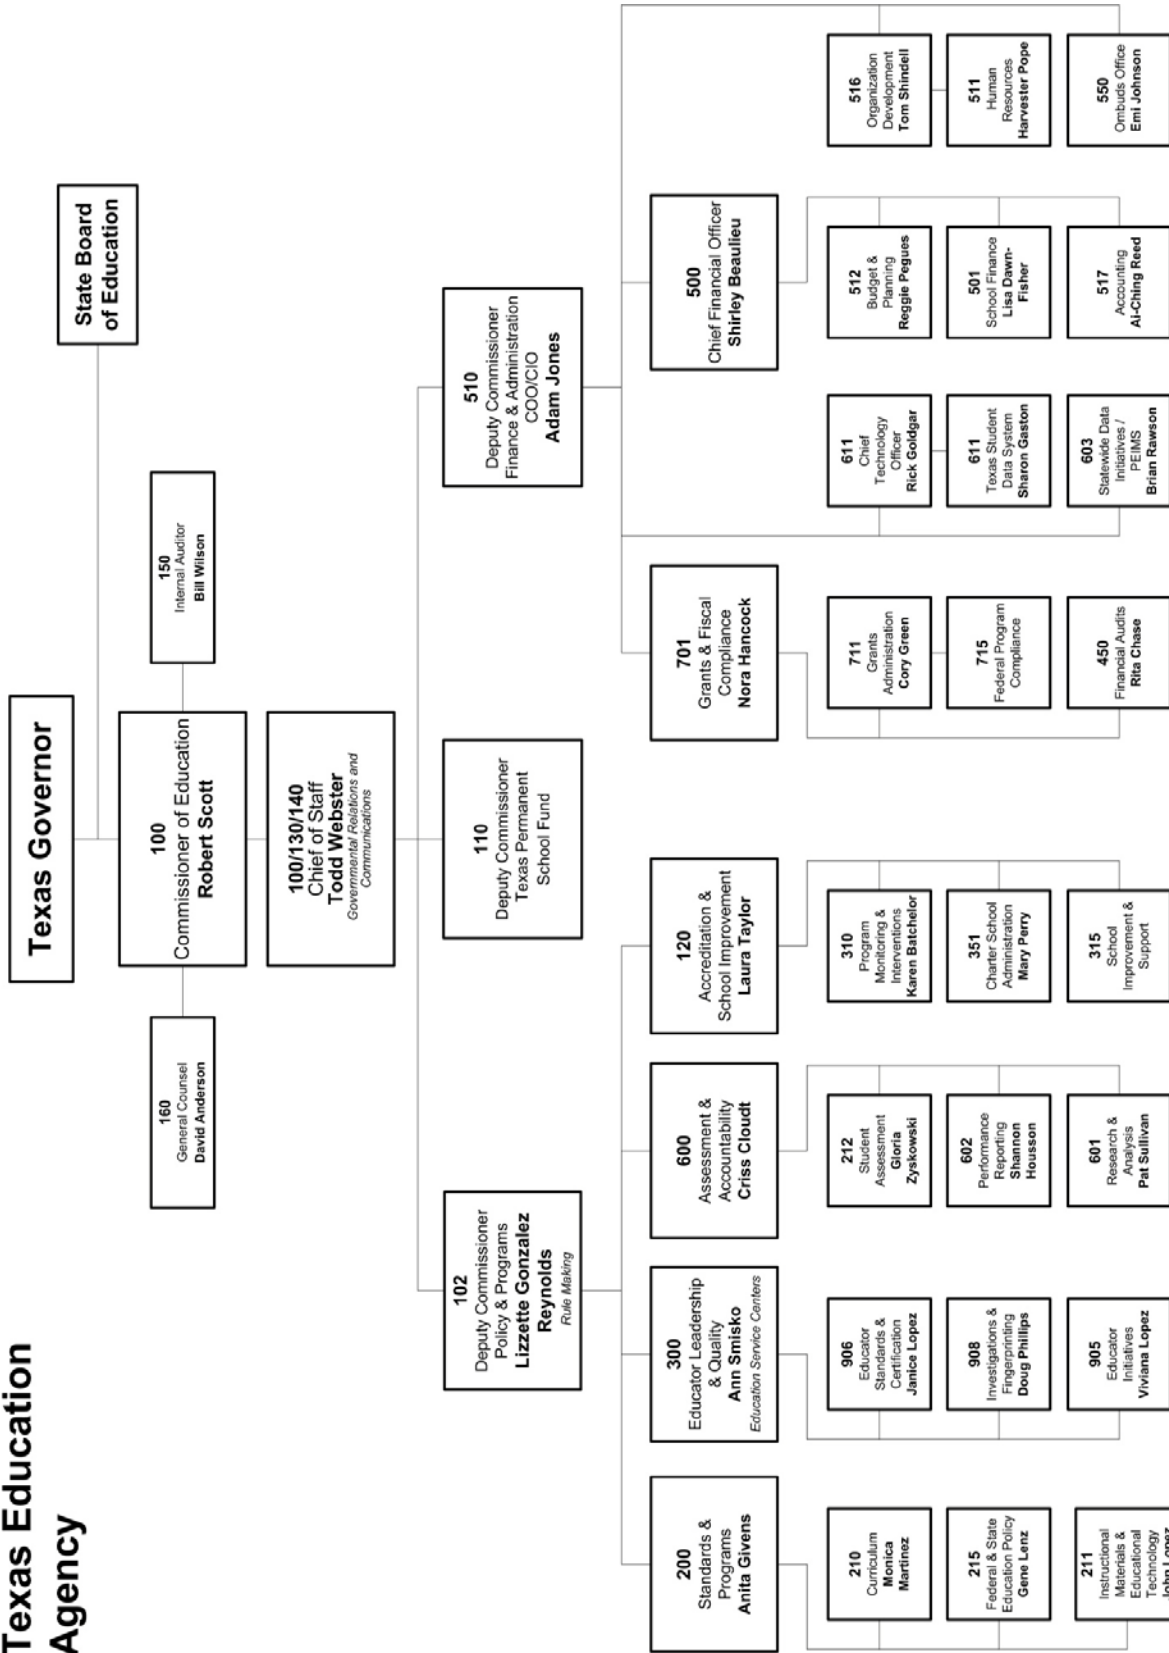 Texas Education
Agency
Texas Governor
State Board
of Education
160
General Counsel
David Anderson
100
Commissioner of Education
Robert Scott
150
Internal Auditor
Bill Wilson
100/130/140
Chief of Staff
Todd Webster
Governmental Relations and
Communications
102
Deputy Commissioner
Policy & Programs
Lizzette Gonzalez
Reynolds
Rule Making
110
Deputy Commissioner
Texas Permanent
School Fund
510
Deputy Commissioner
Finance & Administration
COO/CIO
Adam Jones
200
Standards &
Programs
Anita Givens
300
Educator Leadership
& Quality
Ann Smisko
Education Service Centers
600
Assessment &
Accountability
Criss Cloudt
120
Accreditation &
School Improvement
Laura Taylor
701
Grants & Fiscal
Compliance
Nora Hancock
500
Chief Financial Officer
Shirley Beaulieu
210
Curriculum
Monica
Martinez
906
Educator
Standards &
Certification
Janice Lopez
212
Student
Assessment
Gloria
Zyskowski
310
Program
Monitoring &
Interventions
Karen Batchelor
711
Grants
Administration
Cory Green
611
Chief
Technology
Officer
Rick Goldgar
512
Budget &
Planning
Reggie Pegues
516
Organization
Development
Tom Shindell
215
Federal & State
Education Policy
Gene Lenz
908
Investigations &
Fingerprinting
Doug Phillips
602
Performance
Reporting
Shannon
Housson
351
Charter School
Administration
Mary Perry
715
Federal Program
Compliance
611
Texas Student
Data System
Sharon Gaston
501
School Finance
Lisa Dawn-
Fisher
511
Human
Resources
Harvester Pope
211
Instructional
Materials &
Educational
Technology
John Lopez
905
Educator
Initiatives
Viviana Lopez
601
Research &
Analysis
Pat Sullivan
315
School
Improvement &
Support
450
Financial Audits
Rita Chase
603
Statewide Data
Initiatives /
PEIMS
Brian Rawson
517
Accounting
Ai-Ching Reed
550
Ombuds Office
Emi Johnson